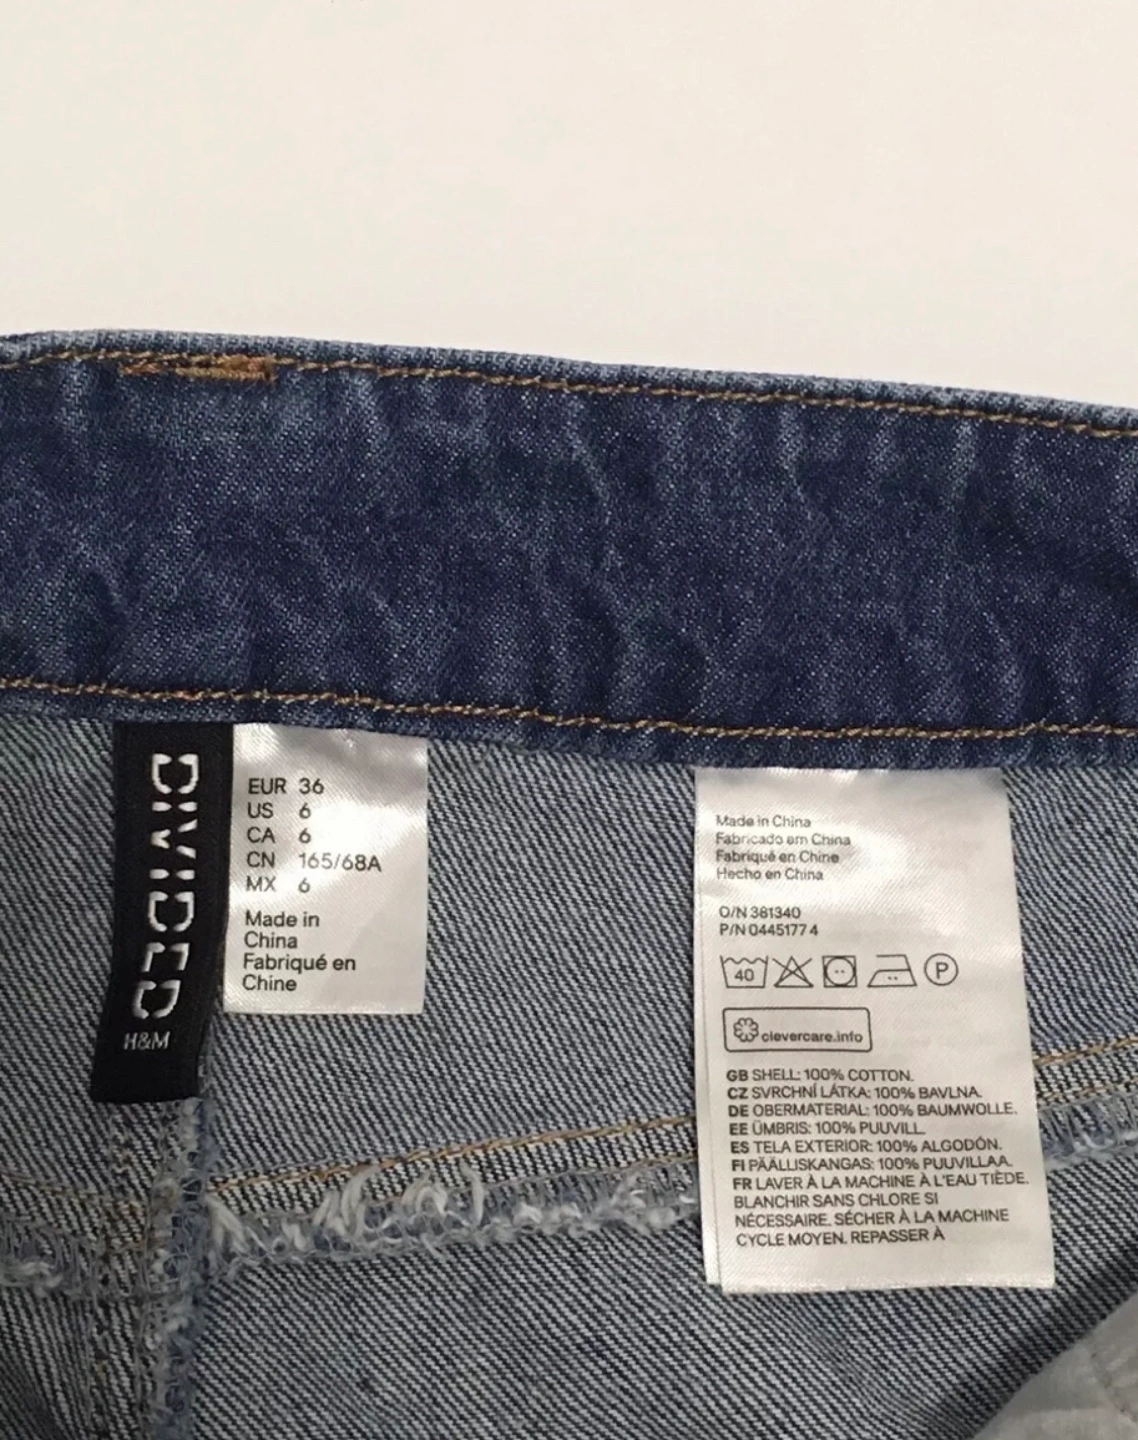 DIVIDED
H&M
EUR 36
US 6
CA 6
CN 165/68A
MX 6
Made in
China
Fabriqué en
Chine
Made in China
Fabricado em China
Fabriqué en Chine
Hecho en China
O/N 381340
P/N 0445177 4
40
P
clevercare.info
GB SHELL: 100% COTTON.
CZ SVRCHNÍ LÁTKA: 100% BAVLNA.
DE OBERMATERIAL: 100% BAUMWOLLE.
EE ÜMBRIS: 100% PUUVILL.
ES TELA EXTERIOR: 100% ALGODÓN.
FI PÄÄLLISKANGAS: 100% PUUVILLAA.
FR LAVER À LA MACHINE À L'EAU TIÈDE.
BLANCHIR SANS CHLORE SI
NÉCESSAIRE. SÉCHER À LA MACHINE
CYCLE MOYEN. REPASSER À